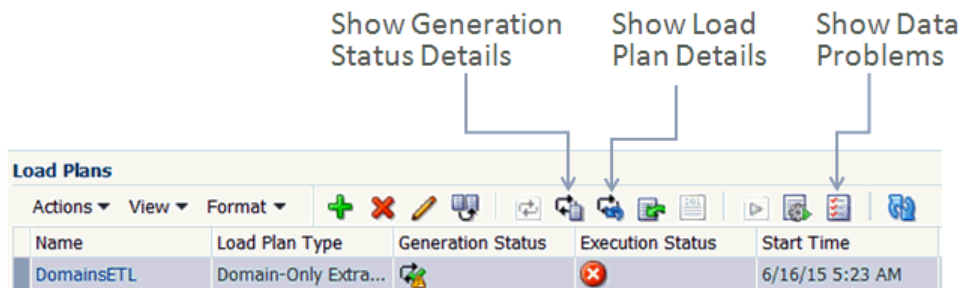 Show Generation Show Load Show Data
Status Details Plan Details Problems
Load Plans
Actions View Format
Name Load Plan Type Generation Status Execution Status Start Time
DomainsETL Domain-Only Extra... 6/16/15 5:23 AM